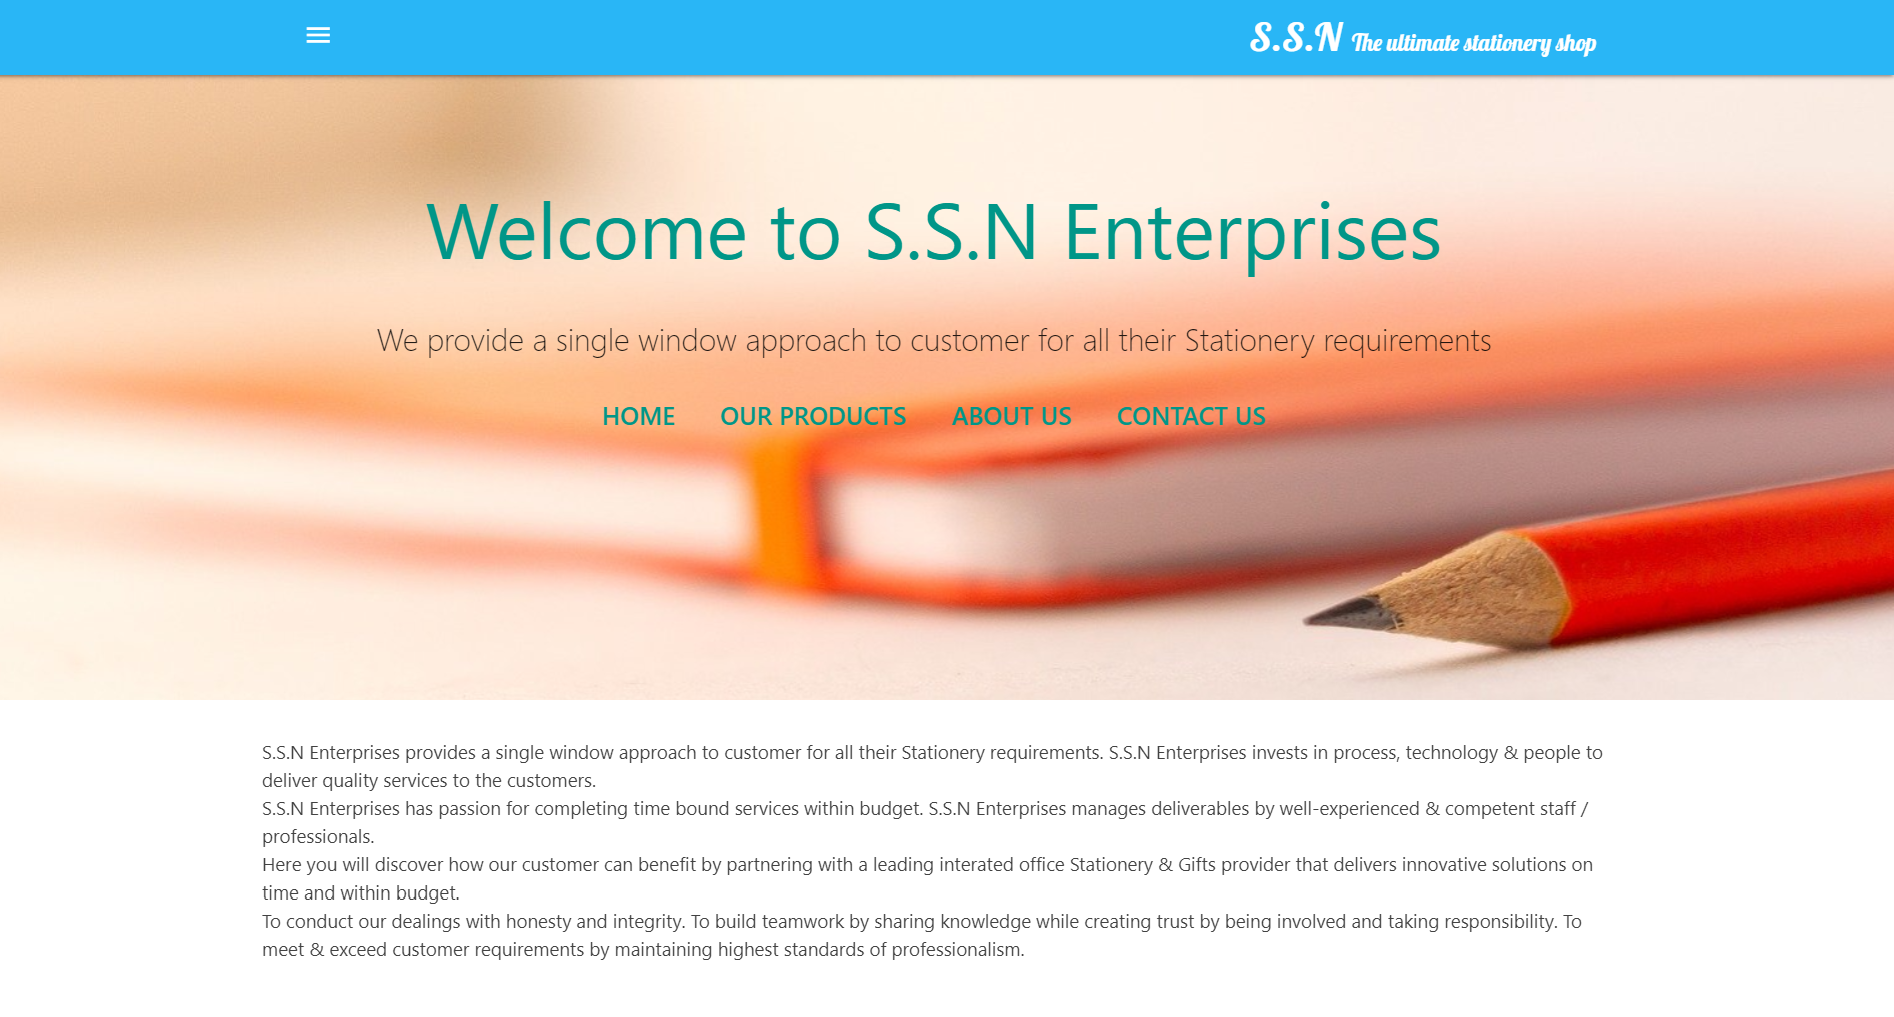 S.S.N The ultimate stationery shop
Welcome to S.S.N Enterprises
We provide a single window approach to customer for all their Stationery requirements
HOME OUR PRODUCTS ABOUT US CONTACT US
S.S.N Enterprises provides a single window approach to customer for all their Stationery requirements. S.S.N Enterprises invests in process, technology & people to
deliver quality services to the customers.
S.S.N Enterprises has passion for completing time bound services within budget. S.S.N Enterprises manages deliverables by well-experienced & competent staff /
professionals.
Here you will discover how our customer can benefit by partnering with a leading interated office Stationery & Gifts provider that delivers innovative solutions on
time and within budget.
To conduct our dealings with honesty and integrity. To build teamwork by sharing knowledge while creating trust by being involved and taking responsibility. To
meet & exceed customer requirements by maintaining highest standards of professionalism.